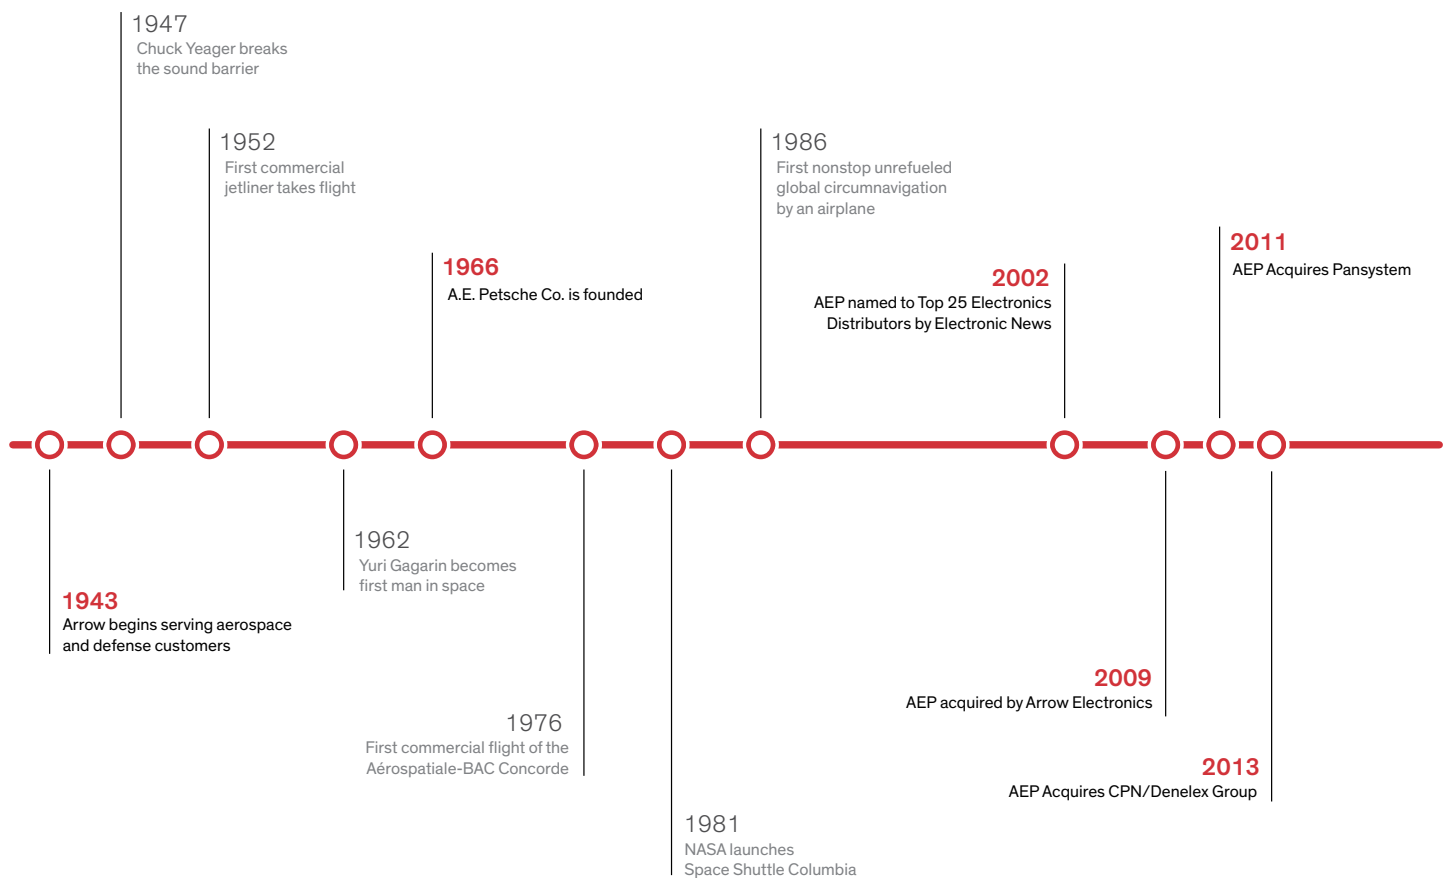 1947
Chuck Yeager breaks
the sound barrier
1952
First commercial
jetliner takes flight
1986
First nonstop unrefueled
global circumnavigation
by an airplane
1966
A.E. Petsche Co. is founded
2002
AEP named to Top 25 Electronics
Distributors by Electronic News
2011
AEP Acquires Pansystem
1962
Yuri Gagarin becomes
first man in space
1943
Arrow begins serving aerospace
and defense customers
1976
First commercial flight of the
Aérospatiale-BAC Concorde
1981
NASA launches
Space Shuttle Columbia
2009
AEP acquired by Arrow Electronics
2013
AEP Acquires CPN/Denelex Group